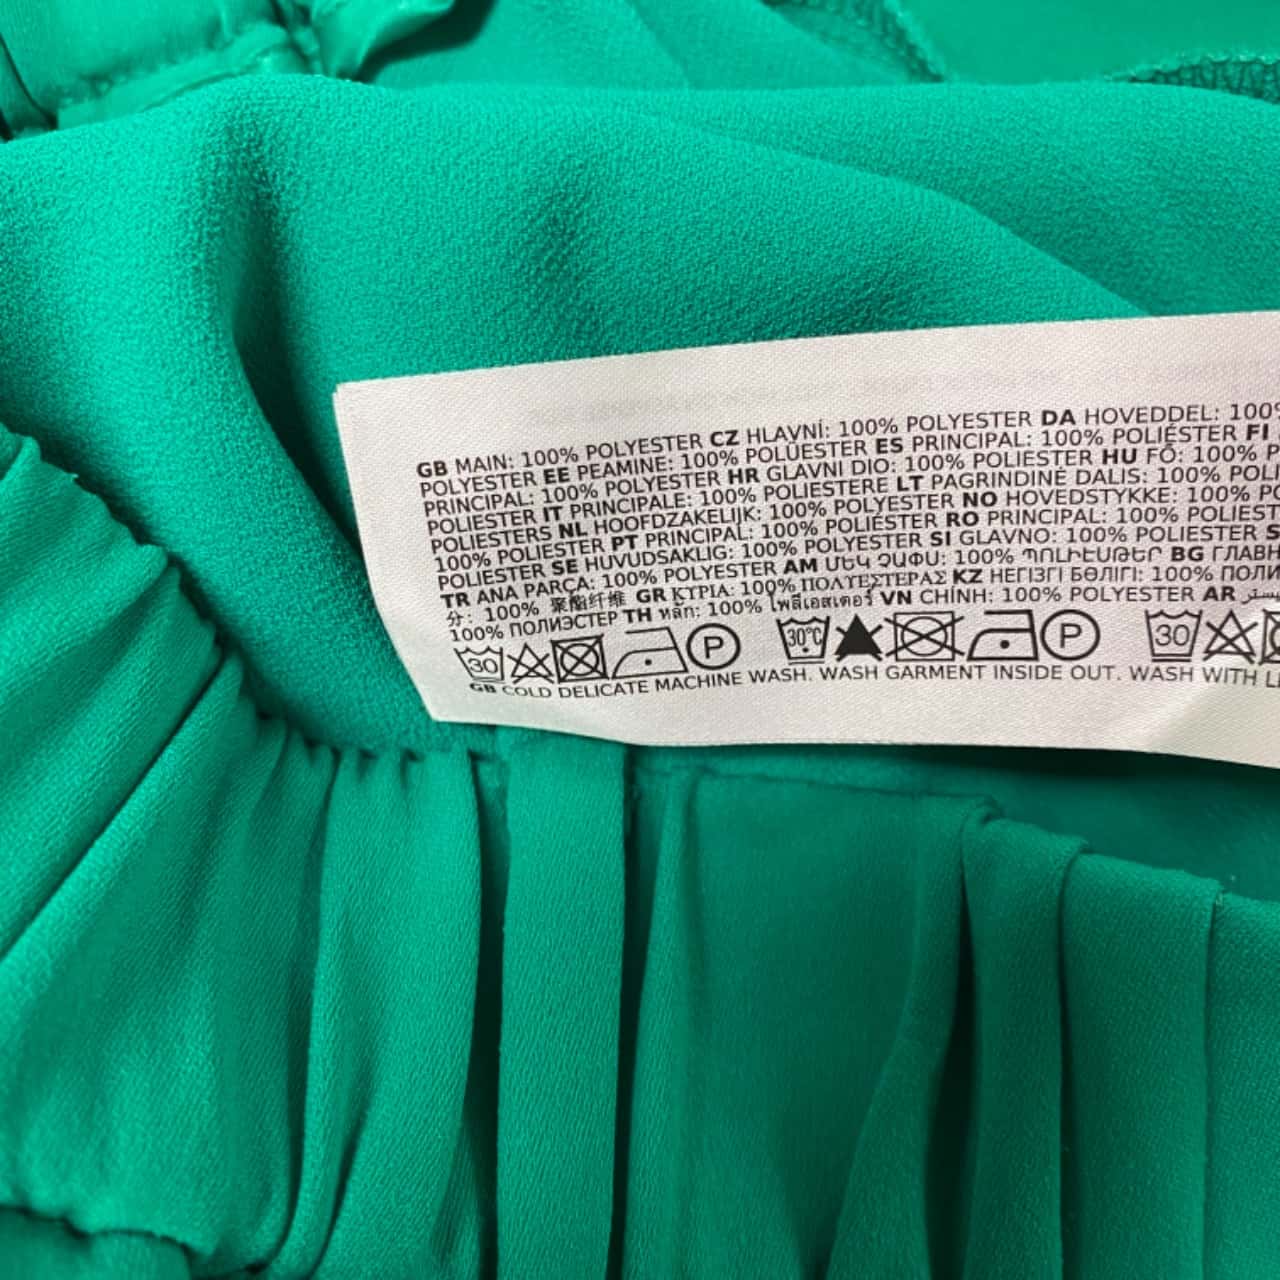 GB MAIN: 100% POLYESTER CZ HLAVNÍ: 100% POLYESTER DA HOVEDDEL: 100%
POLYESTER EE PEAMINE: 100% POLÜESTER ES PRINCIPAL: 100% POLIÉSTER FI
PRINCIPAL: 100% POLYESTER HR GLAVNI DIO: 100% POLIESTER HU FŐ: 100%
POLIESTER IT PRINCIPALE: 100% POLIESTERE LT PAGRINDINĖ DALIS: 100%
POLIESTERS NL HOOFDZAKELIJK: 100% POLYESTER NO HOVEDSTYKKE: 100%
100% POLIESTER PT PRINCIPAL: 100% POLIÉSTER RO PRINCIPAL: 100%
POLIESTER SE HUVUDSAKLIG: 100% POLYESTER SI GLAVNO: 100% POLIESTER
TR ANA PARÇA: 100% POLYESTER AM ՄԵԿ ՉԱՓՍ: 100% ՊՈԼԻԵՍԹԵՐ BG
分: 100% 聚酯纤维 GR ΚΥΡΙΑ: 100% ΠΟΛΥΕΣΤΕΡΑΣ KZ НЕГІЗГІ БӨЛІГІ: 100%
100% ПОЛИЭСТЕР TH หลัก: 100% โพลีเอสเตอร์ VN CHÍNH: 100% POLYESTER AR
30 P 30°C P 30
GB COLD DELICATE MACHINE WASH. WASH GARMENT INSIDE OUT. WASH WITH